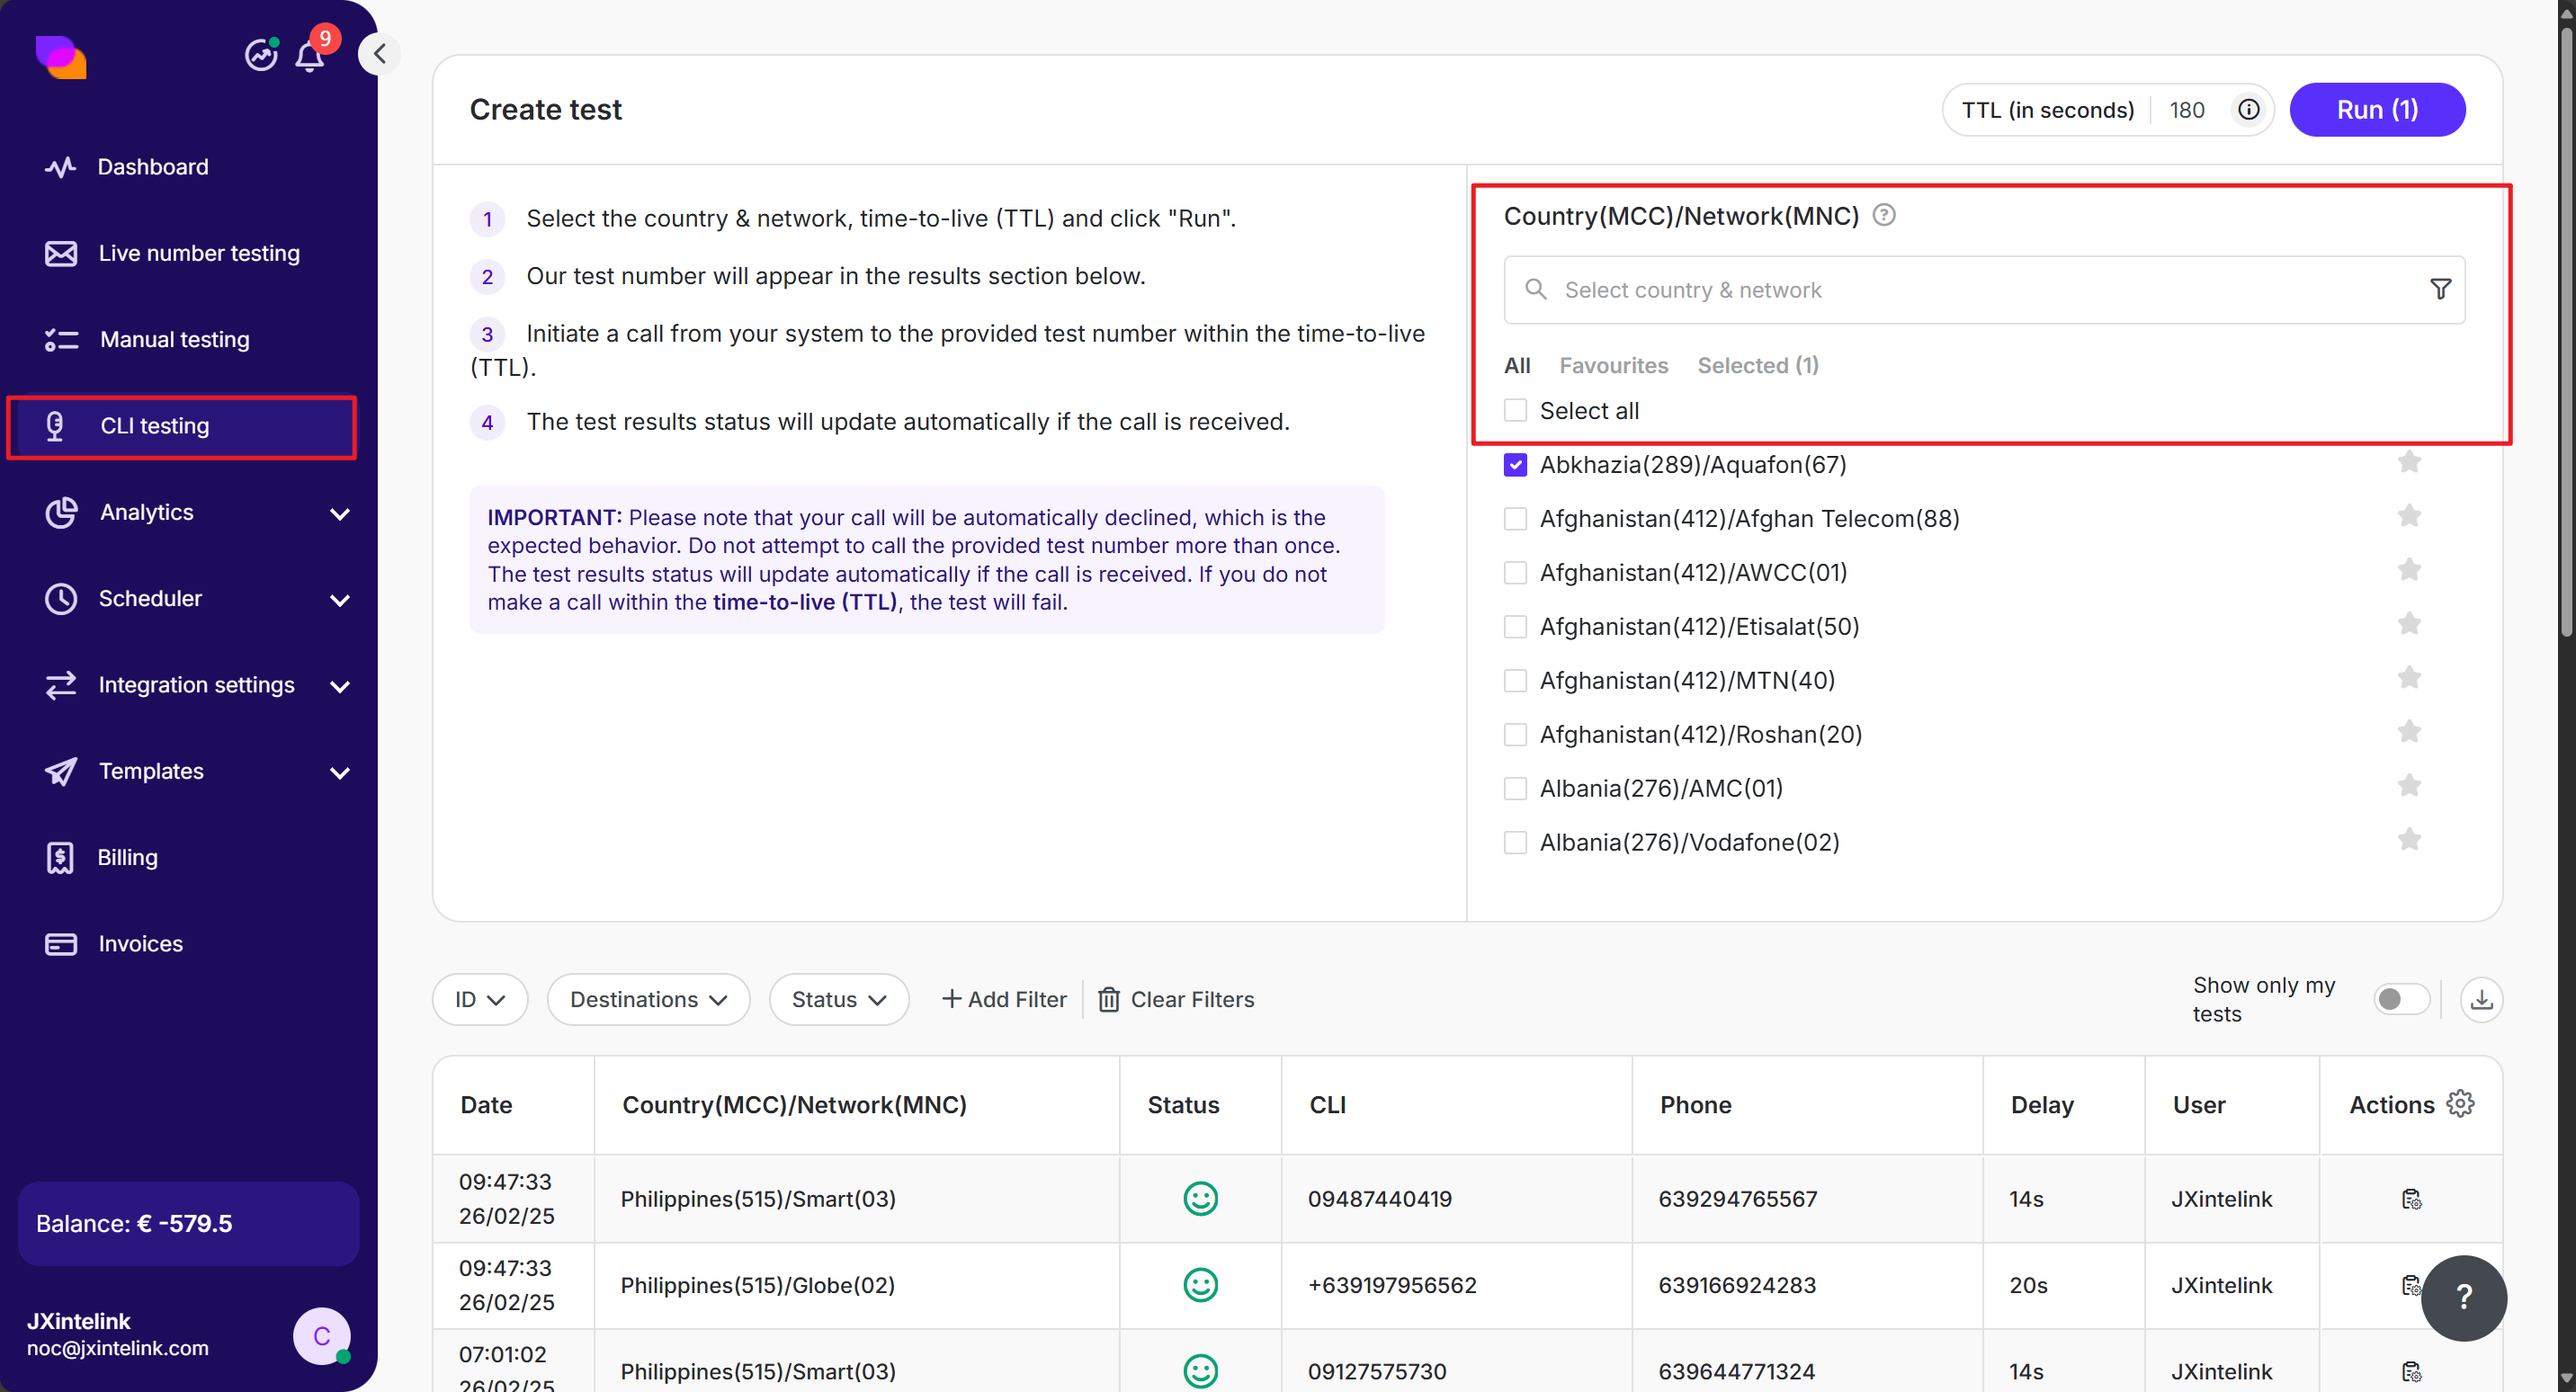 9
Dashboard
Live number testing
Manual testing
CLI testing
Analytics
Scheduler
Integration settings
Templates
Billing
Invoices
Balance: € -579.5
JXintelink
noc@jxintelink.com
C
Create test
TTL (in seconds) 180
Run (1)
1 Select the country & network, time-to-live (TTL) and click "Run".
2 Our test number will appear in the results section below.
3 Initiate a call from your system to the provided test number within the time-to-live
(TTL).
4 The test results status will update automatically if the call is received.
IMPORTANT: Please note that your call will be automatically declined, which is the
expected behavior. Do not attempt to call the provided test number more than once.
The test results status will update automatically if the call is received. If you do not
make a call within the time-to-live (TTL), the test will fail.
Country(MCC)/Network(MNC) ?
Select country & network
All Favourites Selected (1)
Select all
Abkhazia(289)/Aquafon(67)
Afghanistan(412)/Afghan Telecom(88)
Afghanistan(412)/AWCC(01)
Afghanistan(412)/Etisalat(50)
Afghanistan(412)/MTN(40)
Afghanistan(412)/Roshan(20)
Albania(276)/AMC(01)
Albania(276)/Vodafone(02)
ID Destinations Status + Add Filter Clear Filters
Show only my
tests
Date Country(MCC)/Network(MNC) Status CLI Phone Delay User Actions
09:47:33
26/02/25 Philippines(515)/Smart(03) 09487440419 639294765567 14s JXintelink
09:47:33
26/02/25 Philippines(515)/Globe(02) +639197956562 639166924283 20s JXintelink
07:01:02
26/02/25 Philippines(515)/Smart(03) 09127575730 639644771324 14s JXintelink
?